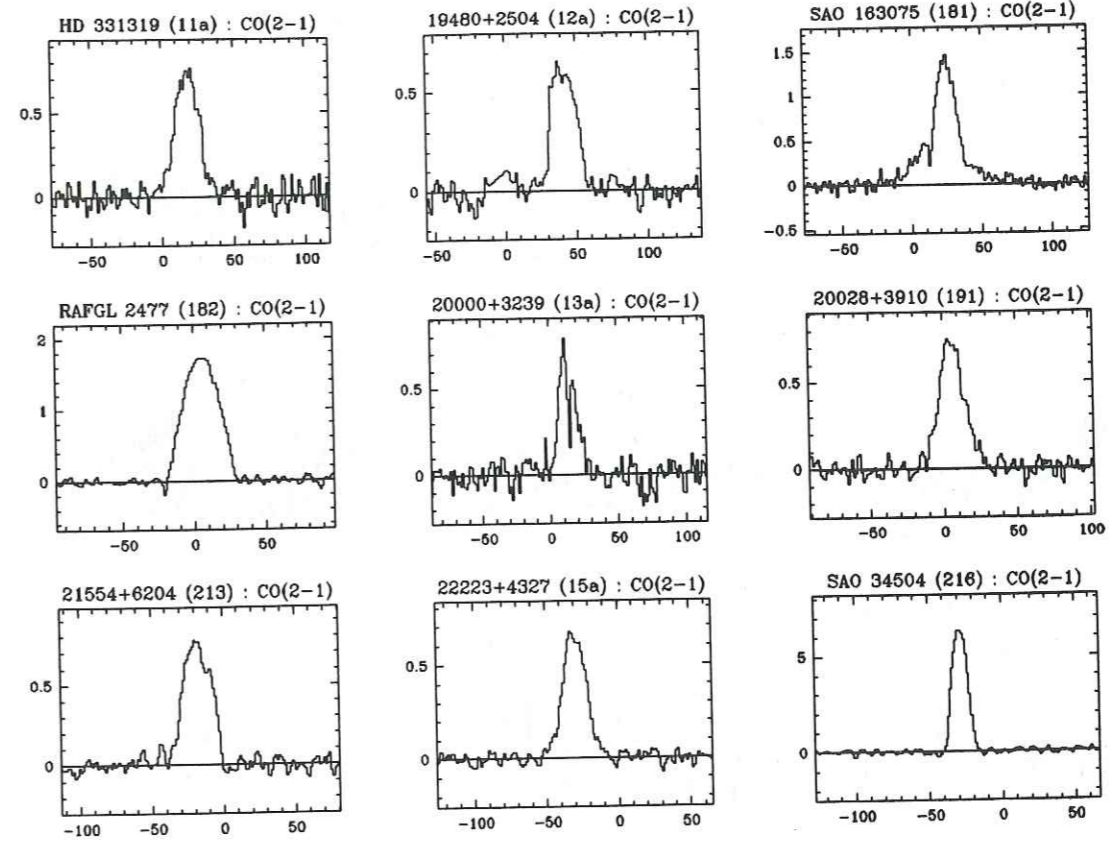 HD 331319 (11a) : CO(2-1)
0.5
0
-50 0 50 100
19480+2504 (12a) : CO(2-1)
0.5
0
-50 0 50 100
SAO 163075 (181) : CO(2-1)
1.5
1
0.5
0
-0.5
-50 0 50 100
RAFGL 2477 (182) : CO(2-1)
2
1
0
-50 0 50
20000+3239 (13a) : CO(2-1)
0.5
0
-50 0 50 100
20028+3910 (191) : CO(2-1)
0.5
0
-50 0 50 100
21554+6204 (213) : CO(2-1)
0.5
0
-100 -50 0 50
22223+4327 (15a) : CO(2-1)
0.5
0
-100 -50 0 50
SAO 34504 (216) : CO(2-1)
5
0
-100 -50 0 50